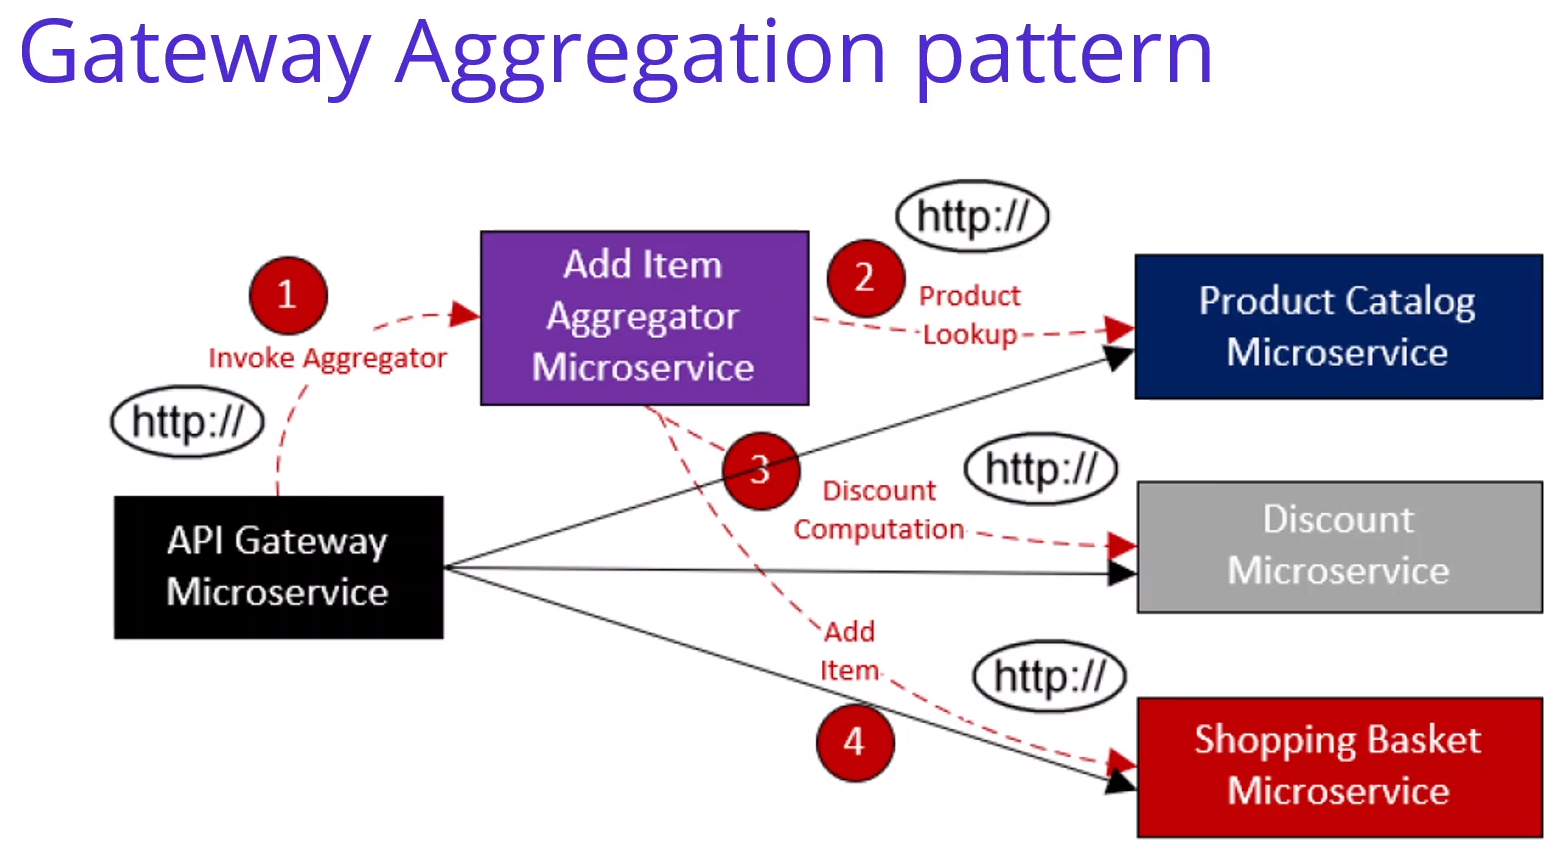 Gateway Aggregation pattern
http://
Add Item
Aggregator
Microservice
1
2
Product
Lookup
Product Catalog
Microservice
Invoke Aggregator
http://
3
http://
Discount
Computation
Discount
Microservice
API Gateway
Microservice
Add
Item
http://
4
Shopping Basket
Microservice